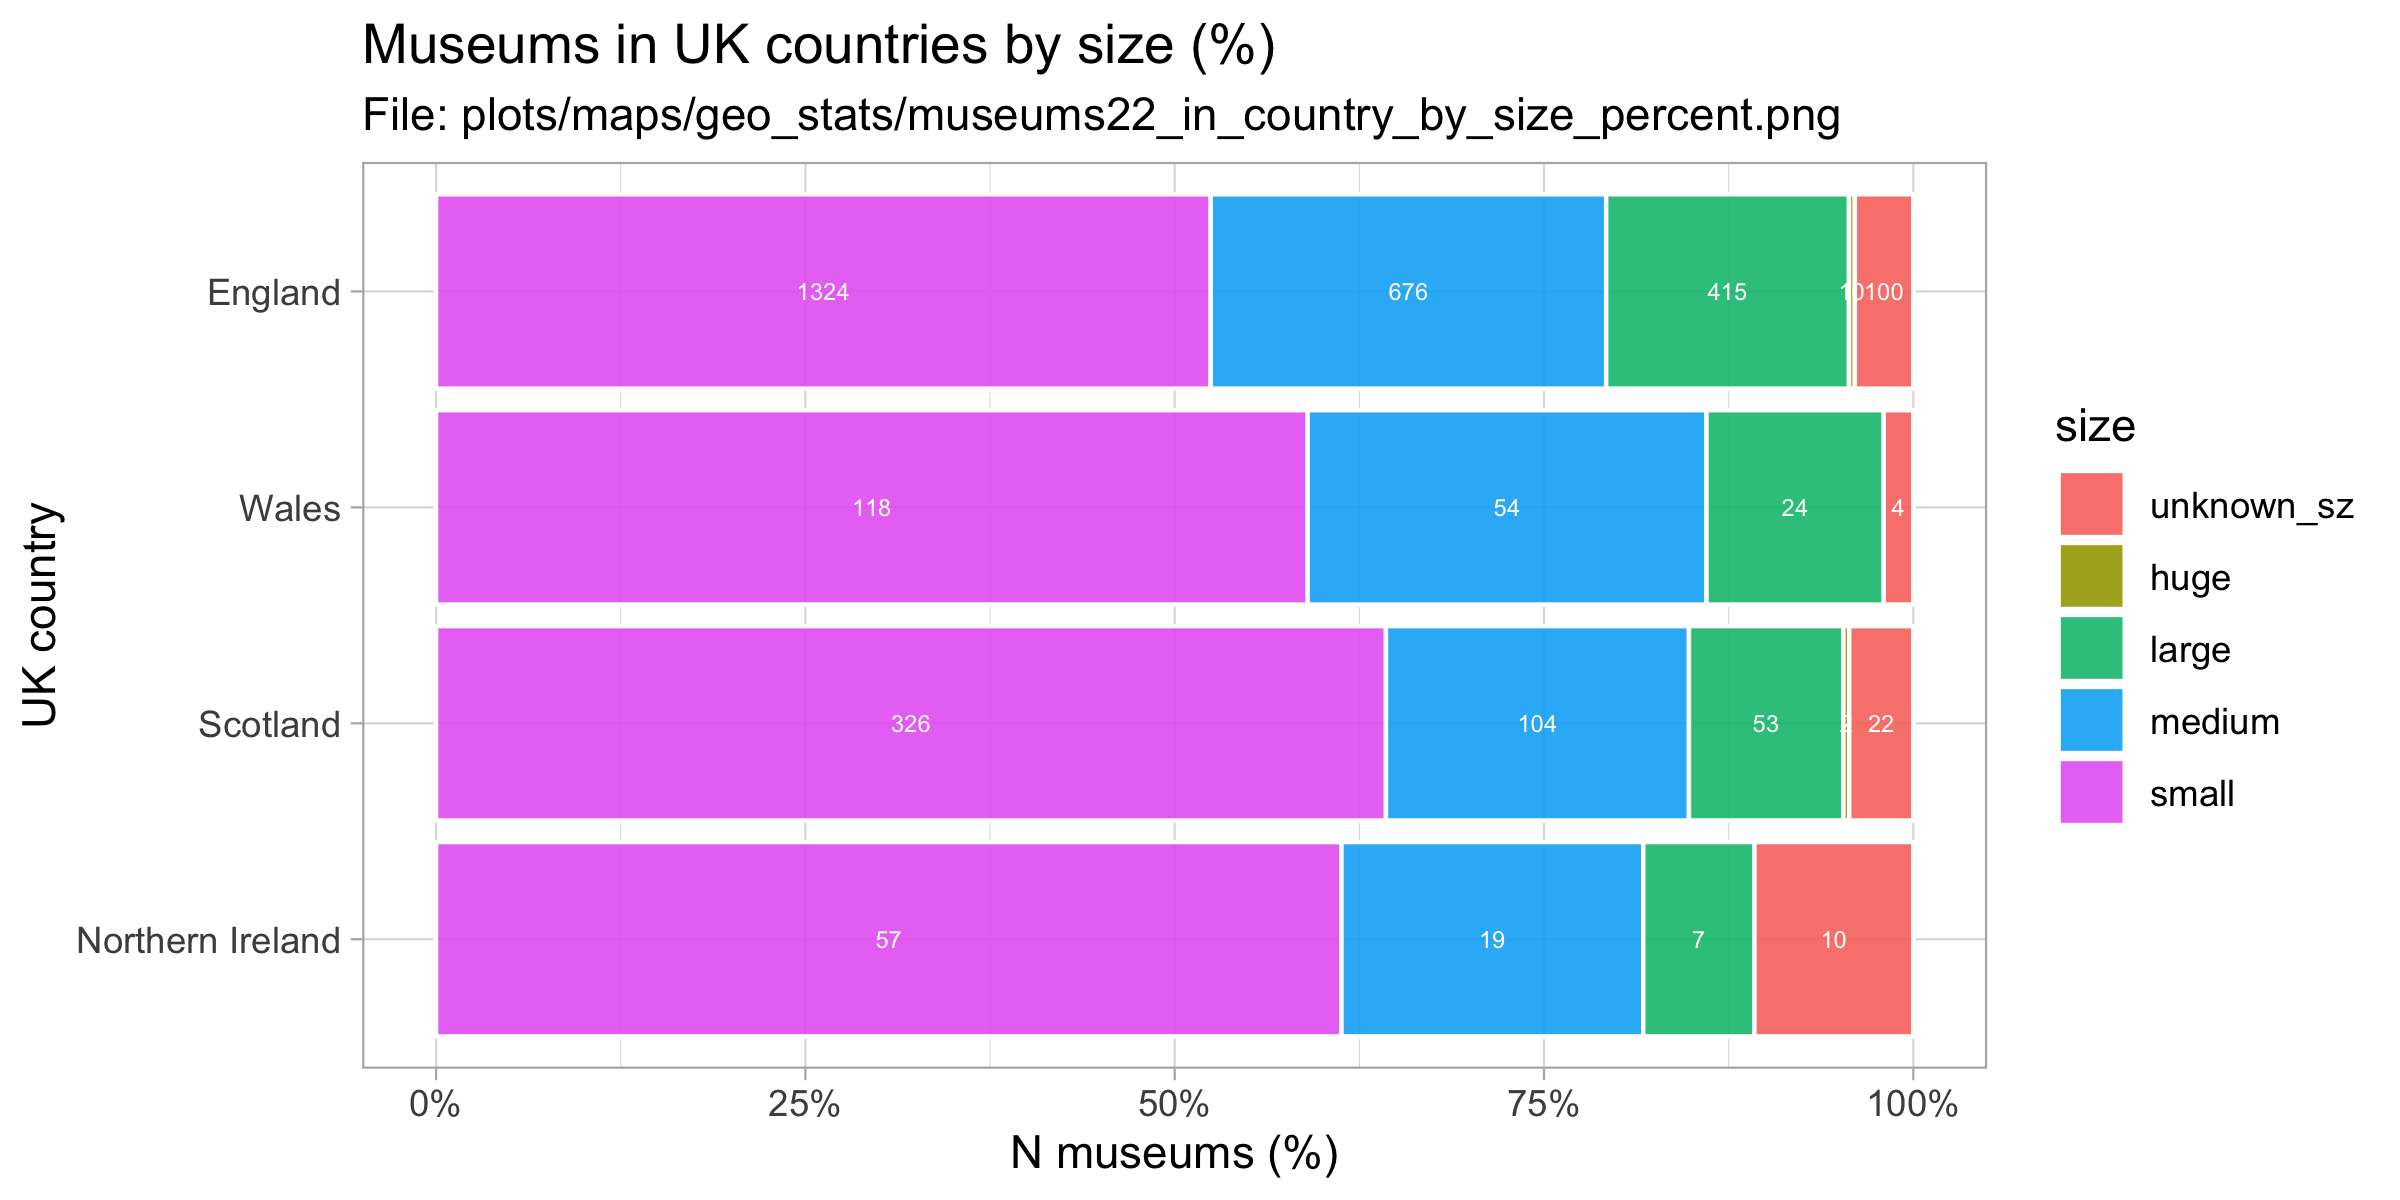 Museums in UK countries by size (%)
File: plots/maps/geo_stats/museums22_in_country_by_size_percent.png
UK country
England
1324
676
415
10
100
Wales
118
54
24
4
Scotland
326
104
53
22
Northern Ireland
57
19
7
10
0%
25%
50%
75%
100%
N museums (%)
size
unknown_sz
huge
large
medium
small